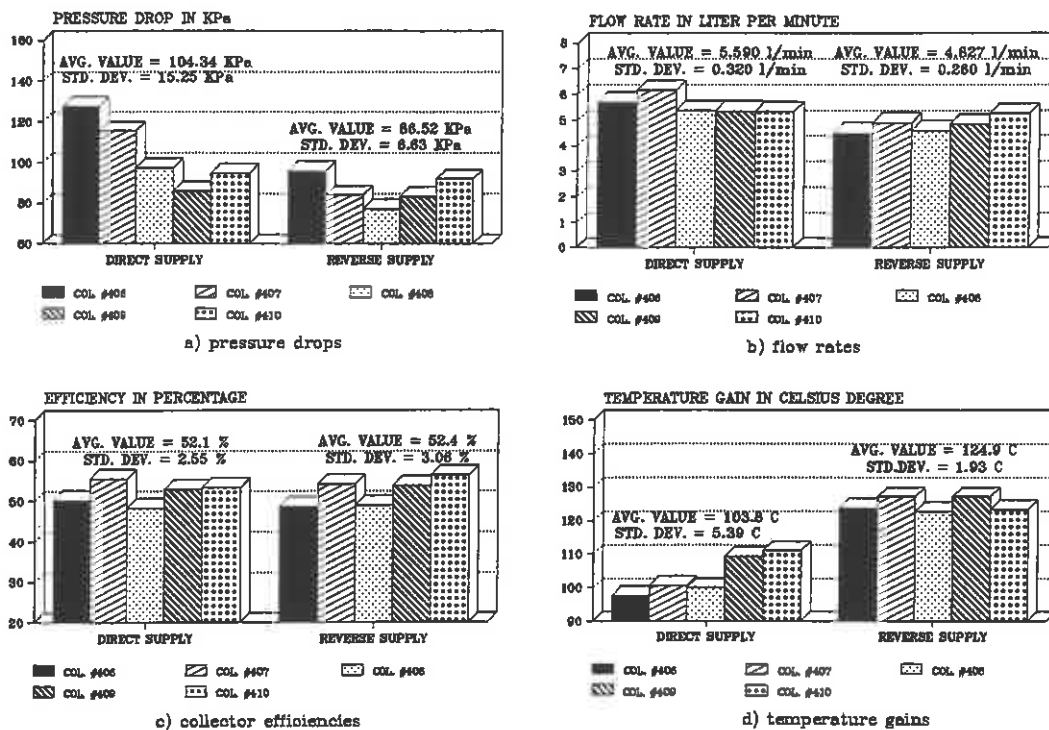 PRESSURE DROP IN KPa
160
140
120
100
80
60
AVG. VALUE = 104.34 KPa
STD. DEV. = 15.25 KPa
AVG. VALUE = 86.52 KPa
STD. DEV. = 6.63 KPa
DIRECT SUPPLY
REVERSE SUPPLY
COL. #406
COL. #407
COL. #408
COL. #409
COL. #410
a) pressure drops
FLOW RATE IN LITER PER MINUTE
8
7
6
5
4
3
2
1
0
AVG. VALUE = 5.590 l/min
STD. DEV. = 0.320 l/min
AVG. VALUE = 4.827 l/min
STD. DEV. = 0.260 l/min
DIRECT SUPPLY
REVERSE SUPPLY
COL. #406
COL. #407
COL. #408
COL. #409
COL. #410
b) flow rates
EFFICIENCY IN PERCENTAGE
70
60
50
40
30
20
AVG. VALUE = 52.1 %
STD. DEV. = 2.55 %
AVG. VALUE = 52.4 %
STD. DEV. = 3.06 %
DIRECT SUPPLY
REVERSE SUPPLY
COL. #406
COL. #407
COL. #408
COL. #409
COL. #410
c) collector efficiencies
TEMPERATURE GAIN IN CELSIUS DEGREE
150
140
130
120
110
100
90
AVG. VALUE = 103.8 C
STD. DEV. = 5.39 C
AVG. VALUE = 124.9 C
STD.DEV. = 1.93 C
DIRECT SUPPLY
REVERSE SUPPLY
COL. #406
COL. #407
COL. #408
COL. #409
COL. #410
d) temperature gains